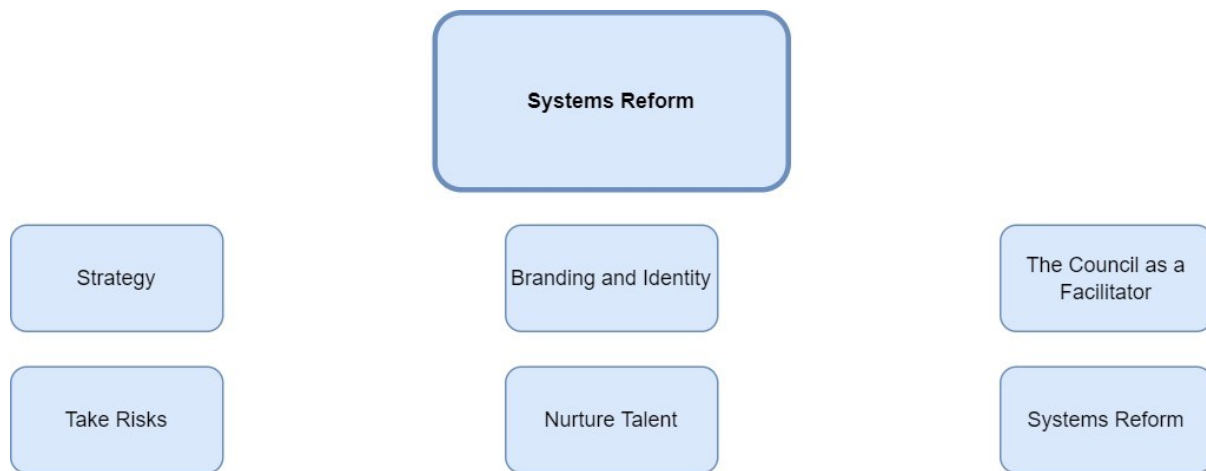 Systems Reform
Strategy
Branding and Identity
The Council as a
Facilitator
Take Risks
Nurture Talent
Systems Reform